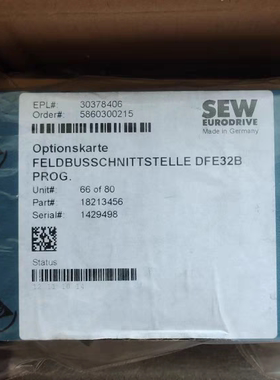 EPL#: 30378406
Order#: 5860300215
SEW
EURODRIVE
Made in Germany
Optionskarte
FELDBUSSCHNITTSTELLE DFE32B
PROG.
Unit#: 66 of 80
Part#: 18213456
Serial#: 1429498
Status